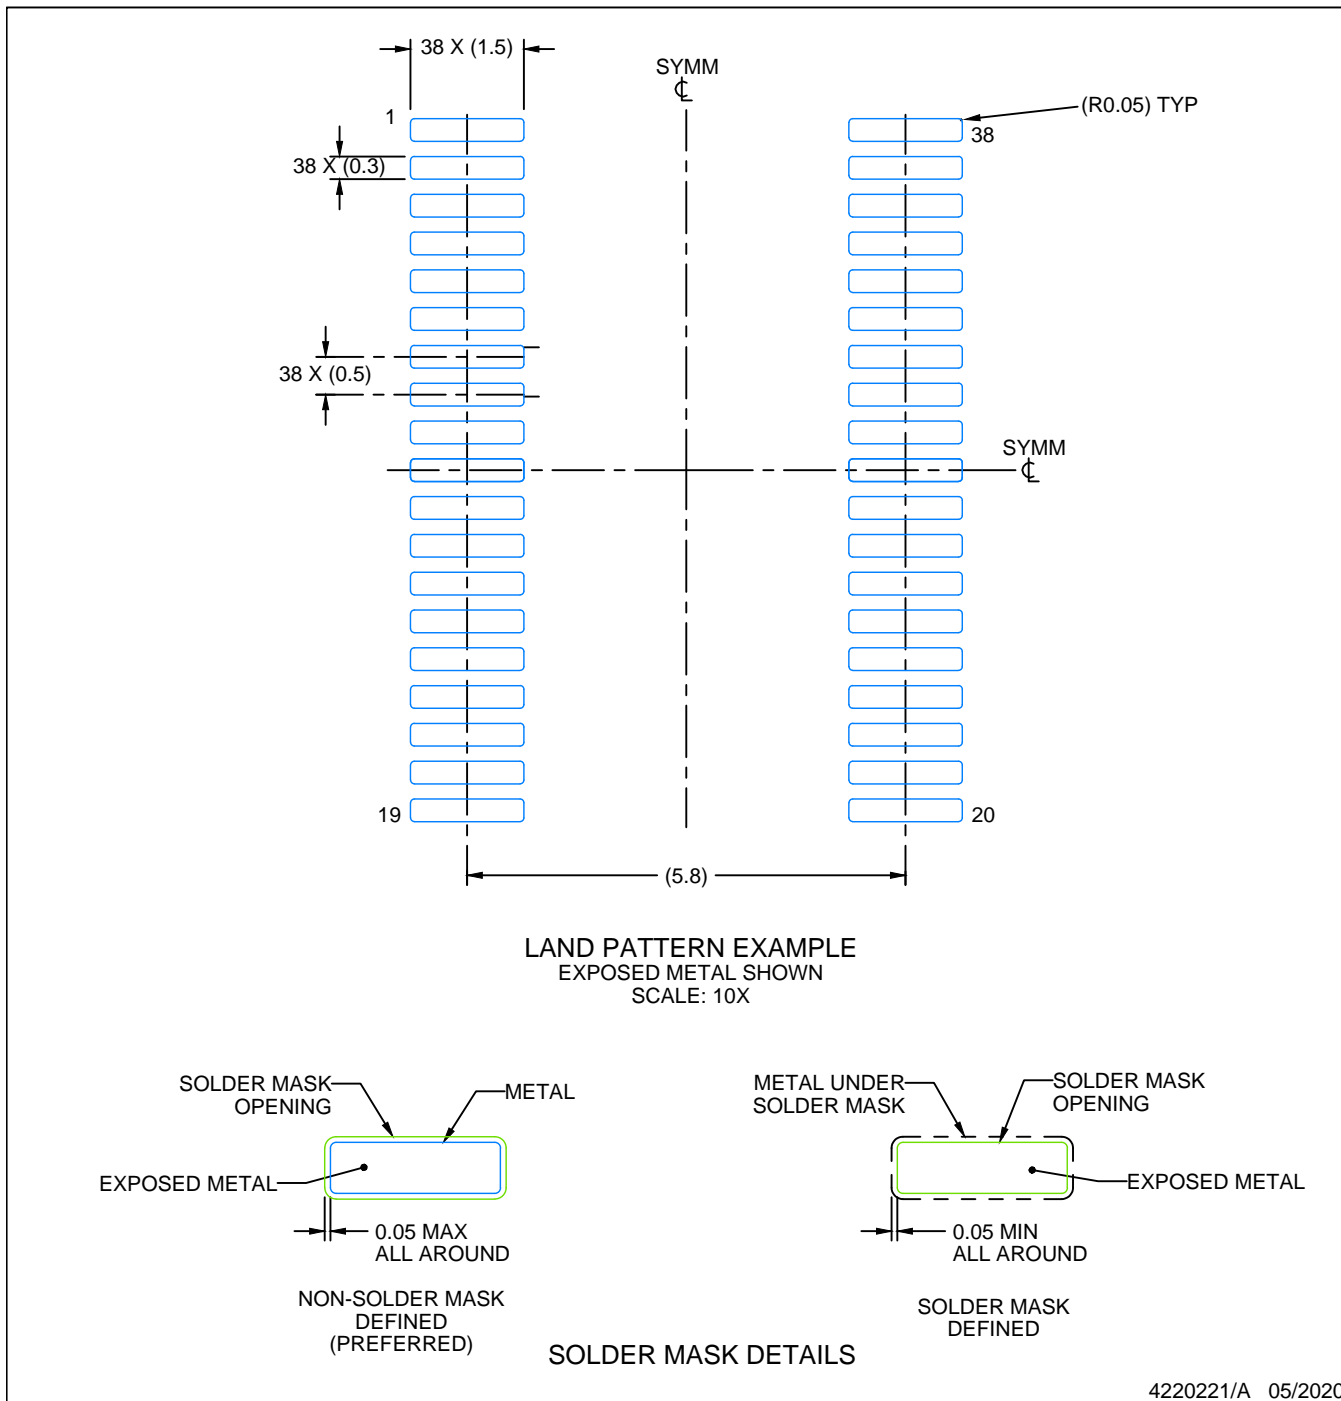 38 X (1.5)
SYMM
(R0.05) TYP
1
38
38 X (0.3)
38 X (0.5)
SYMM
19
20
(5.8)
LAND PATTERN EXAMPLE
EXPOSED METAL SHOWN
SCALE: 10X
SOLDER MASK
OPENING
METAL
EXPOSED METAL
0.05 MAX
ALL AROUND
NON-SOLDER MASK
DEFINED
(PREFERRED)
METAL UNDER
SOLDER MASK
SOLDER MASK
OPENING
EXPOSED METAL
0.05 MIN
ALL AROUND
SOLDER MASK
DEFINED
SOLDER MASK DETAILS
4220221/A 05/2020